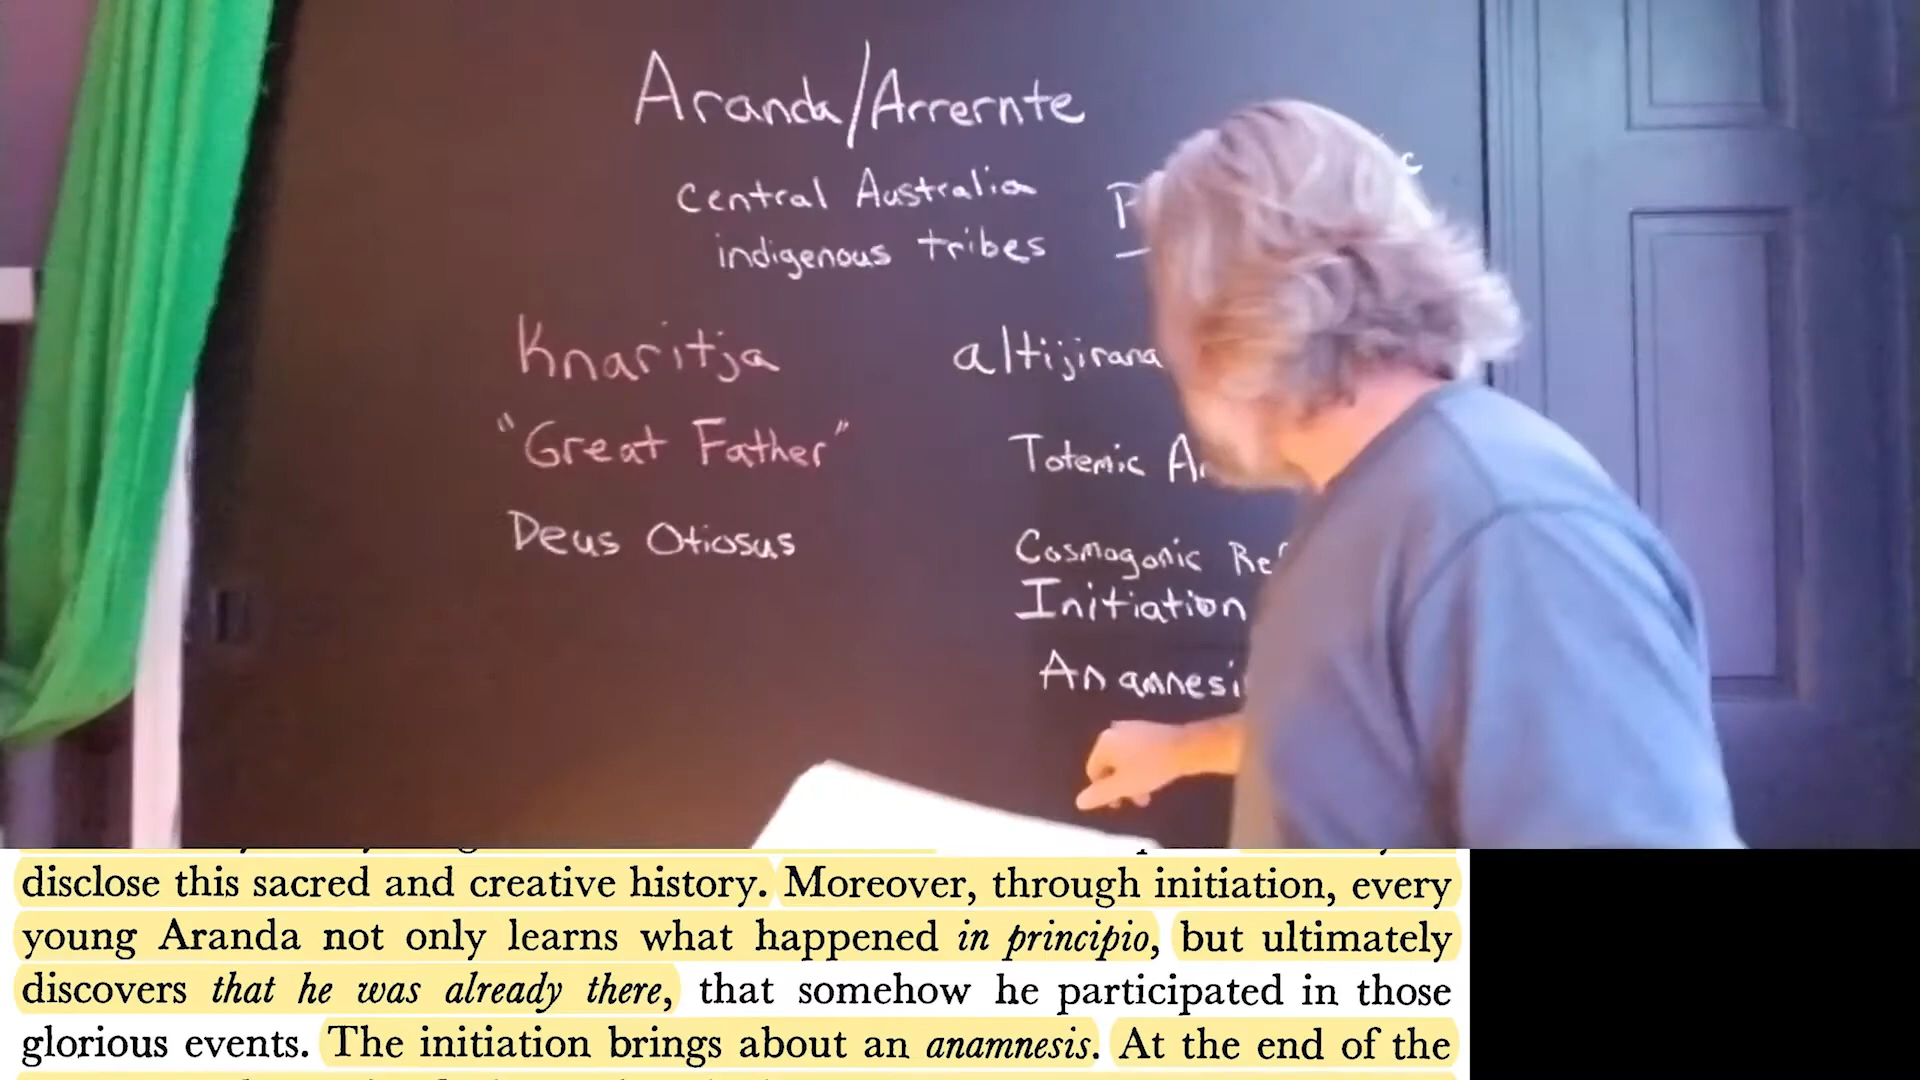 Aranda/Arrernte
Central Australia
indigenous tribes
Knaritja
altijirana
"Great Father"
Totemic
Deus Otiosus
Cosmogonic
Initiation
disclose this sacred and creative history. Moreover, through initiation, every
young Aranda not only learns what happened in principio, but ultimately
discovers that he was already there, that somehow he participated in those
glorious events. The initiation brings about an anamnesis. At the end of the